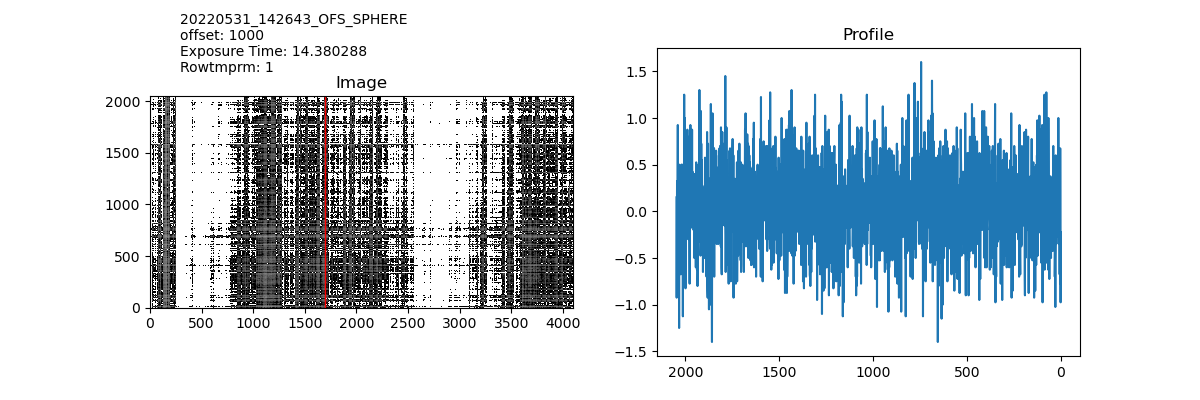 20220531_142643_OFS_SPHERE
offset: 1000
Exposure Time: 14.380288
Rowtmprm: 1
Image
2000
1500
1000
500
0
0 500 1000 1500 2000 2500 3000 3500 4000
Profile
1.5
1.0
0.5
0.0
−0.5
−1.0
−1.5
2000 1500 1000 500 0